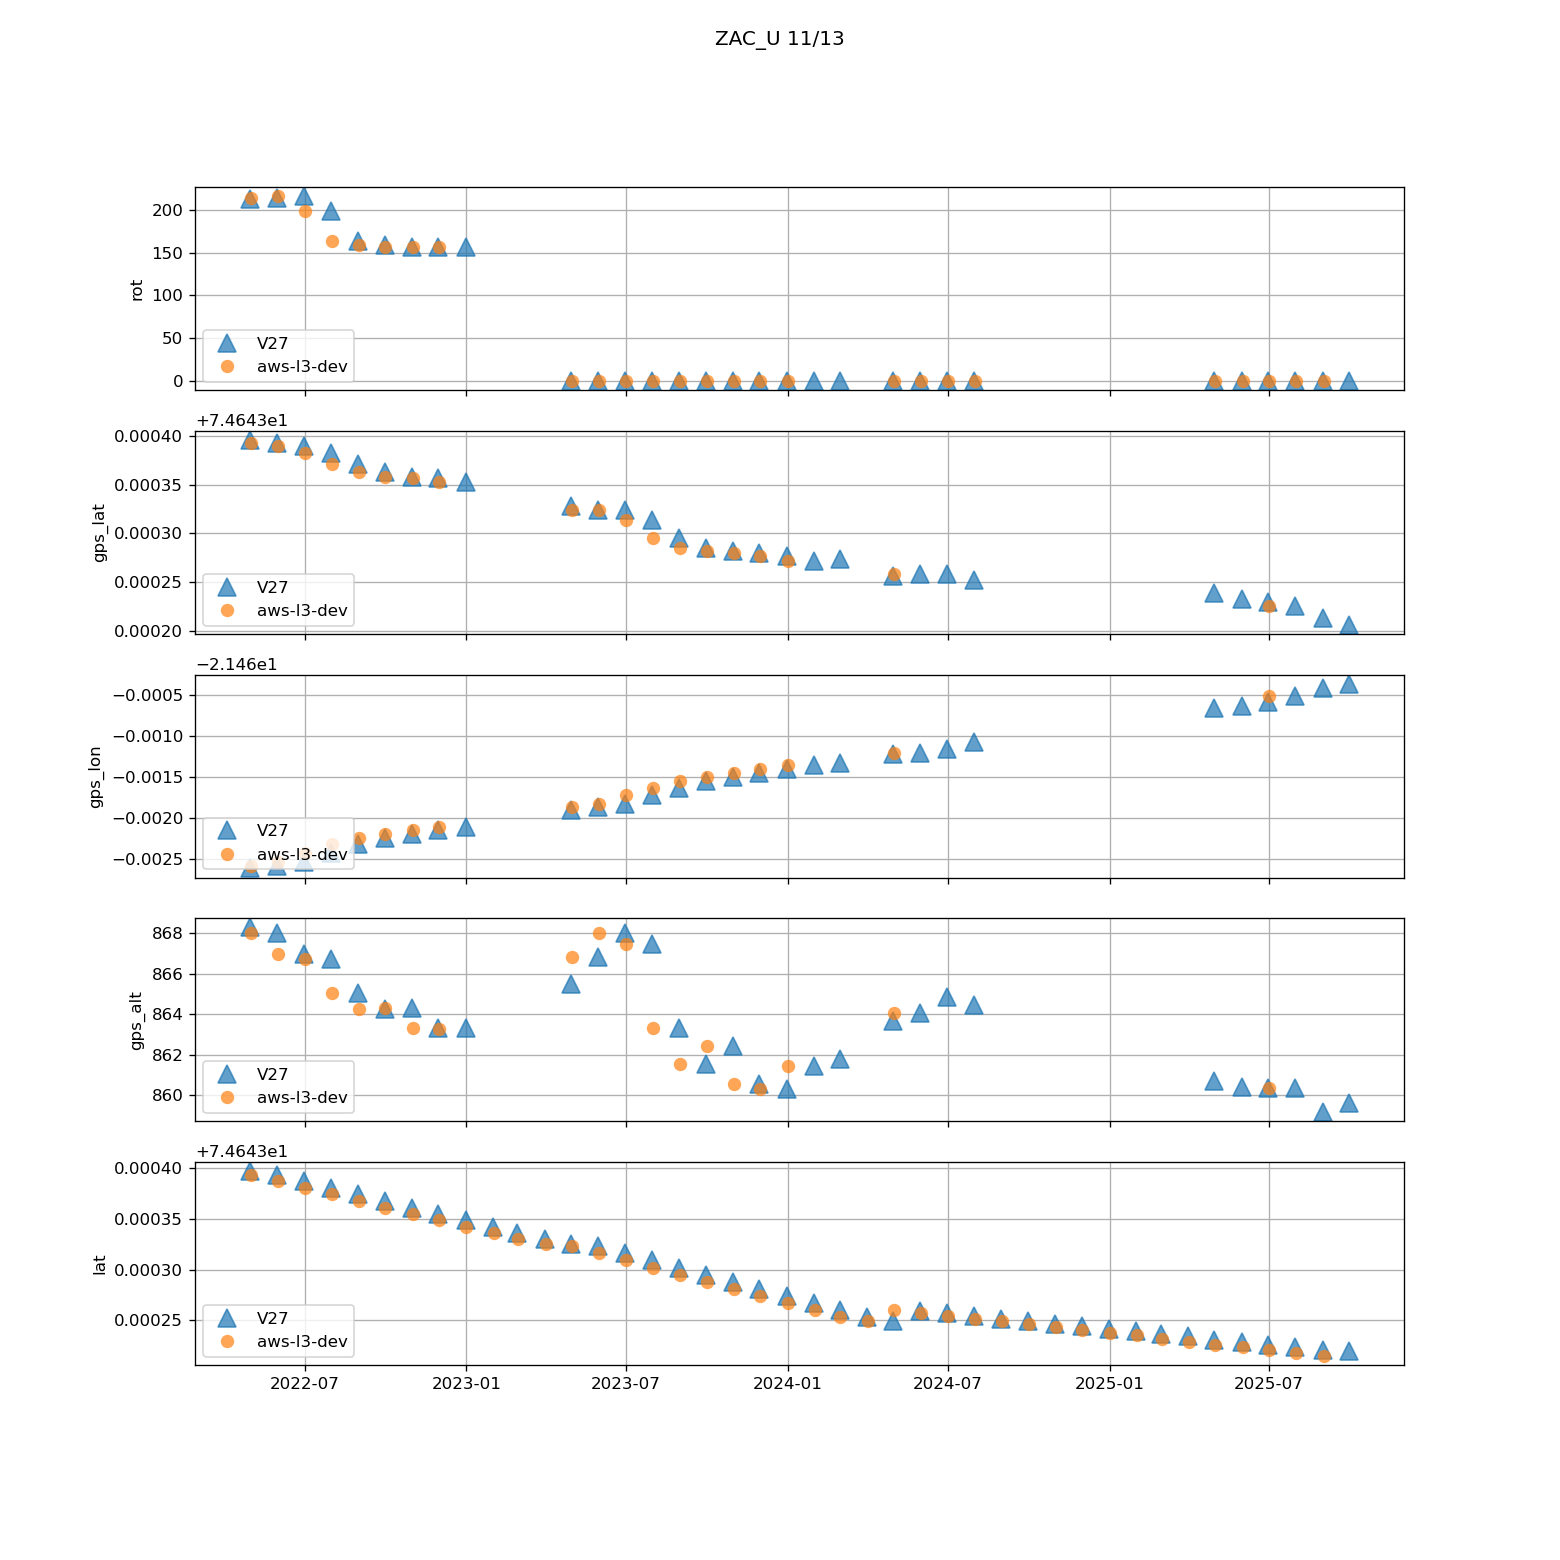 ZAC_U 11/13
200
150
100
50
0
rot
V27
aws-l3-dev
+7.4643e1
0.00040
0.00035
0.00030
0.00025
0.00020
gps_lat
V27
aws-l3-dev
−2.146e1
−0.0005
−0.0010
−0.0015
−0.0020
−0.0025
gps_lon
V27
aws-l3-dev
868
866
864
862
860
gps_alt
V27
aws-l3-dev
+7.4643e1
0.00040
0.00035
0.00030
0.00025
lat
V27
aws-l3-dev
2022-07 2023-01 2023-07 2024-01 2024-07 2025-01 2025-07